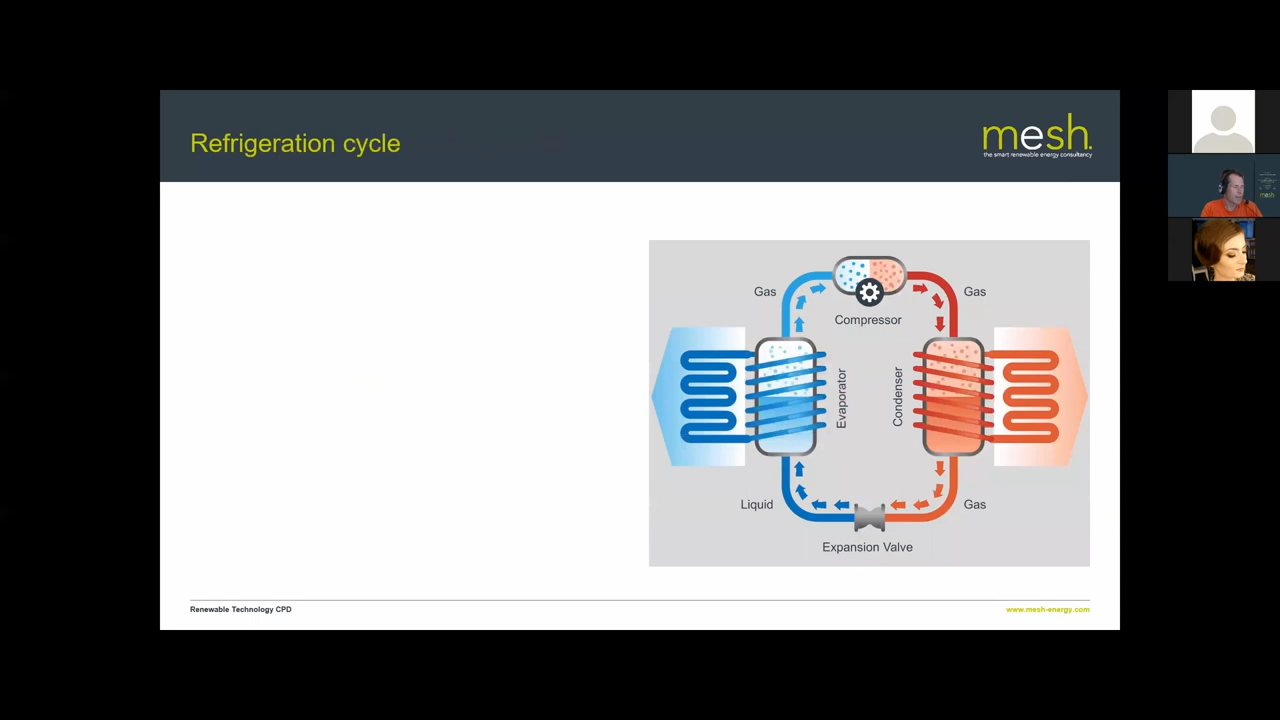 Refrigeration cycle
mesh.
the smart renewable energy consultancy
Gas
Gas
Compressor
Evaporator
Condenser
Liquid
Gas
Expansion Valve
Renewable Technology CPD
www.mesh-energy.com
mesh